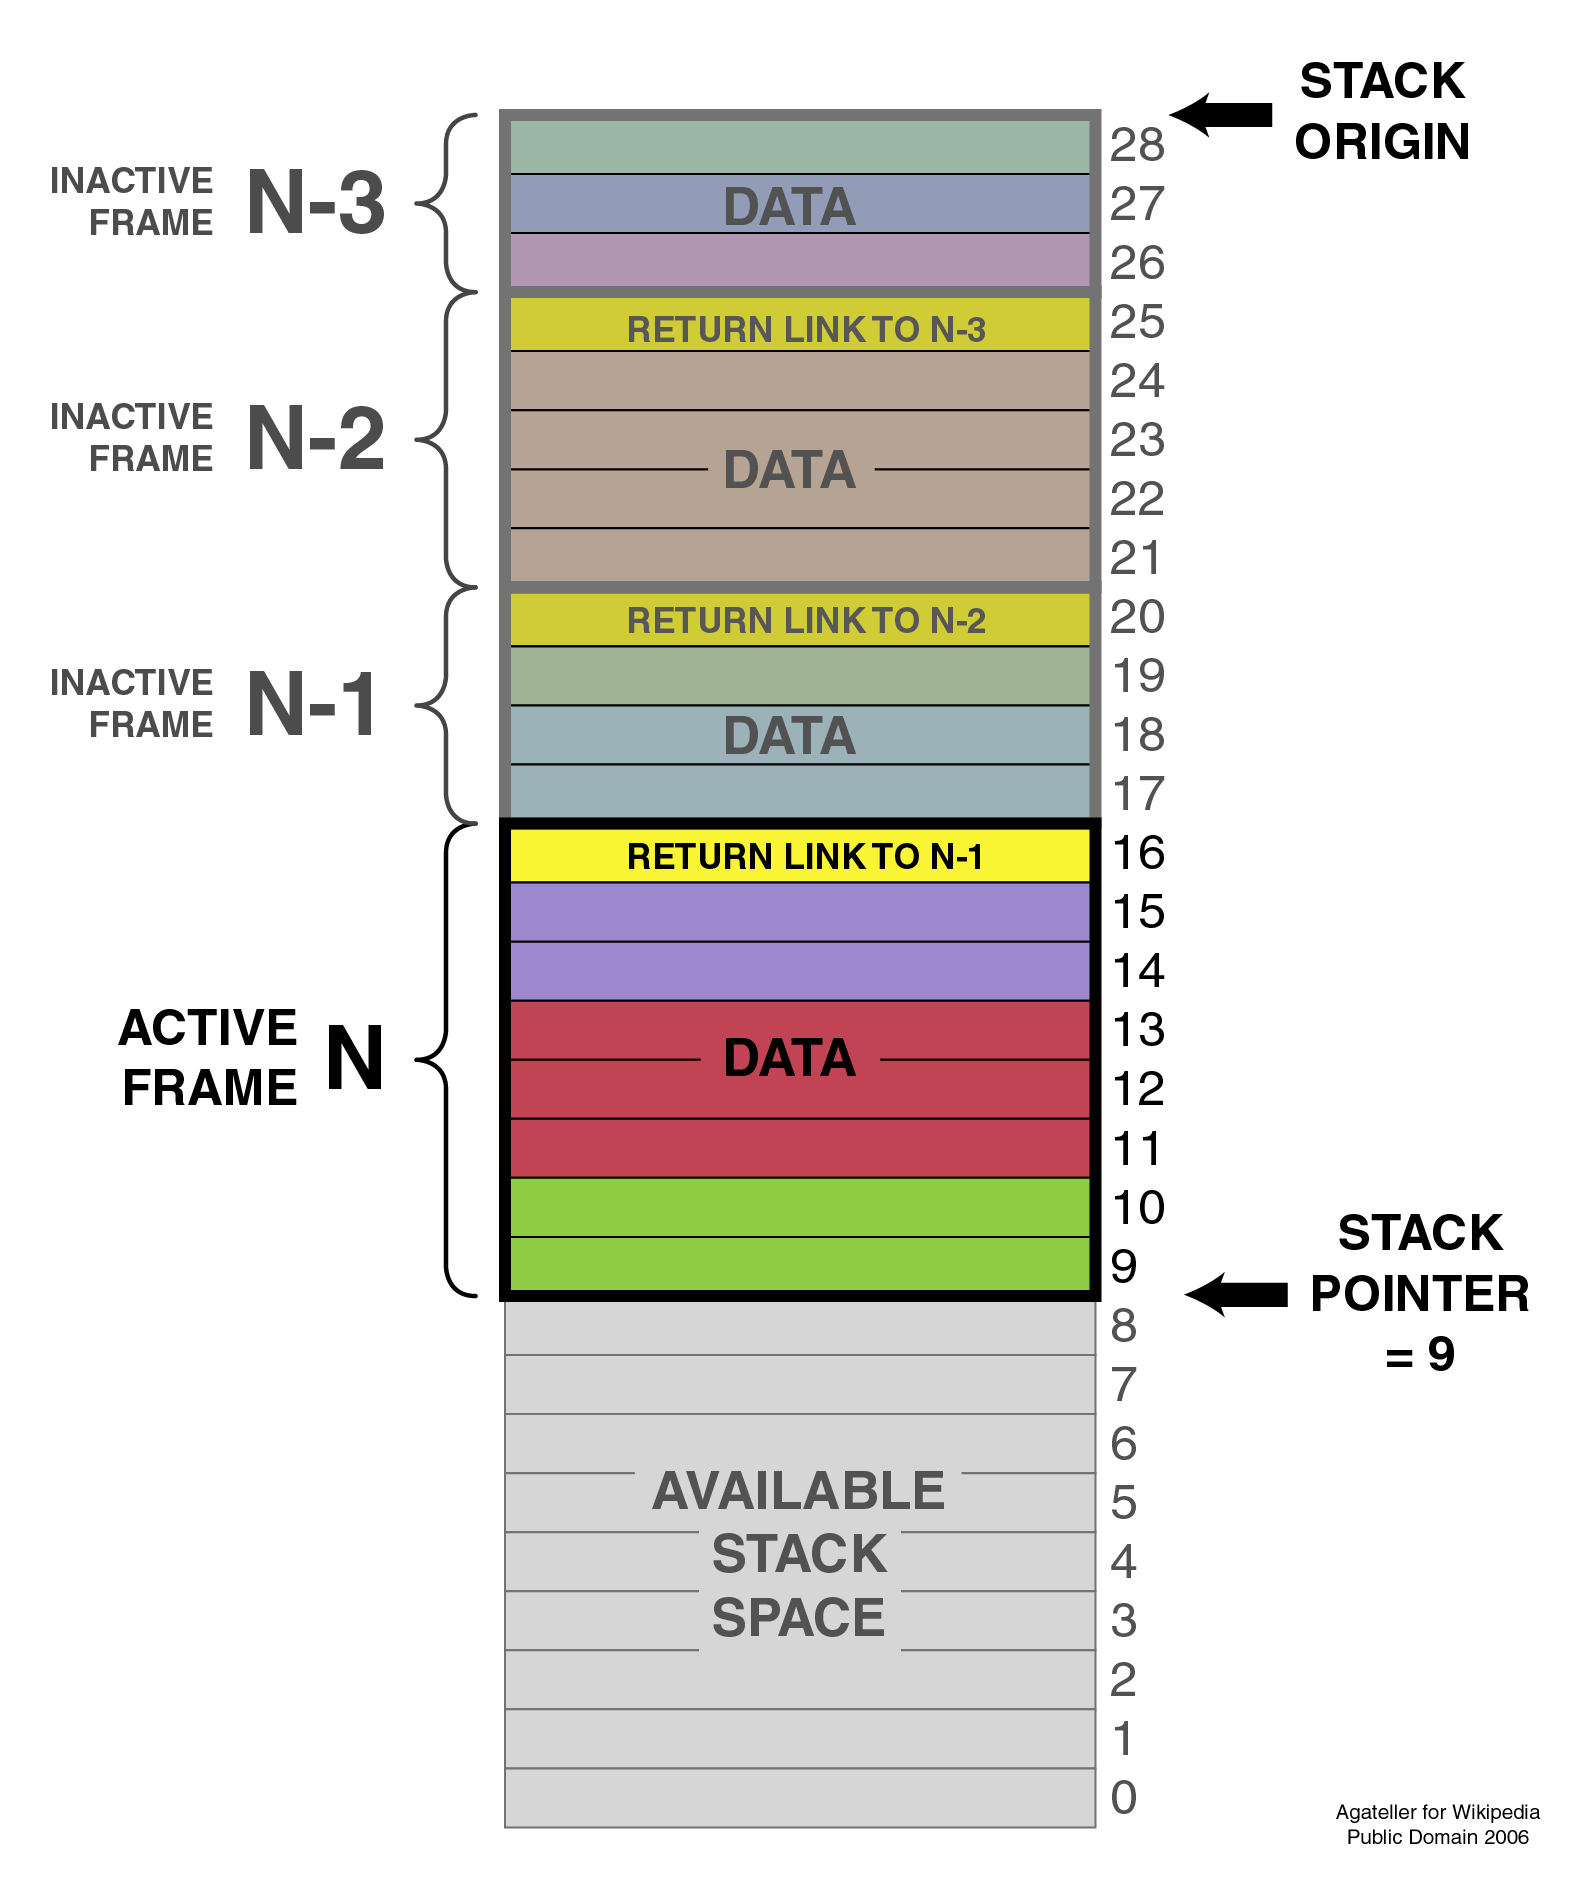 STACK
ORIGIN
28
INACTIVE
FRAME
N-3
DATA
27
26
RETURN LINK TO N-3
25
24
INACTIVE
FRAME
N-2
23
DATA
22
21
RETURN LINK TO N-2
20
19
INACTIVE
FRAME
N-1
DATA
18
17
RETURN LINK TO N-1
16
15
14
ACTIVE
FRAME
N
13
DATA
12
11
10
9
STACK
POINTER
= 9
8
7
6
AVAILABLE
STACK
SPACE
5
4
3
2
1
0
Agateller for Wikipedia
Public Domain 2006